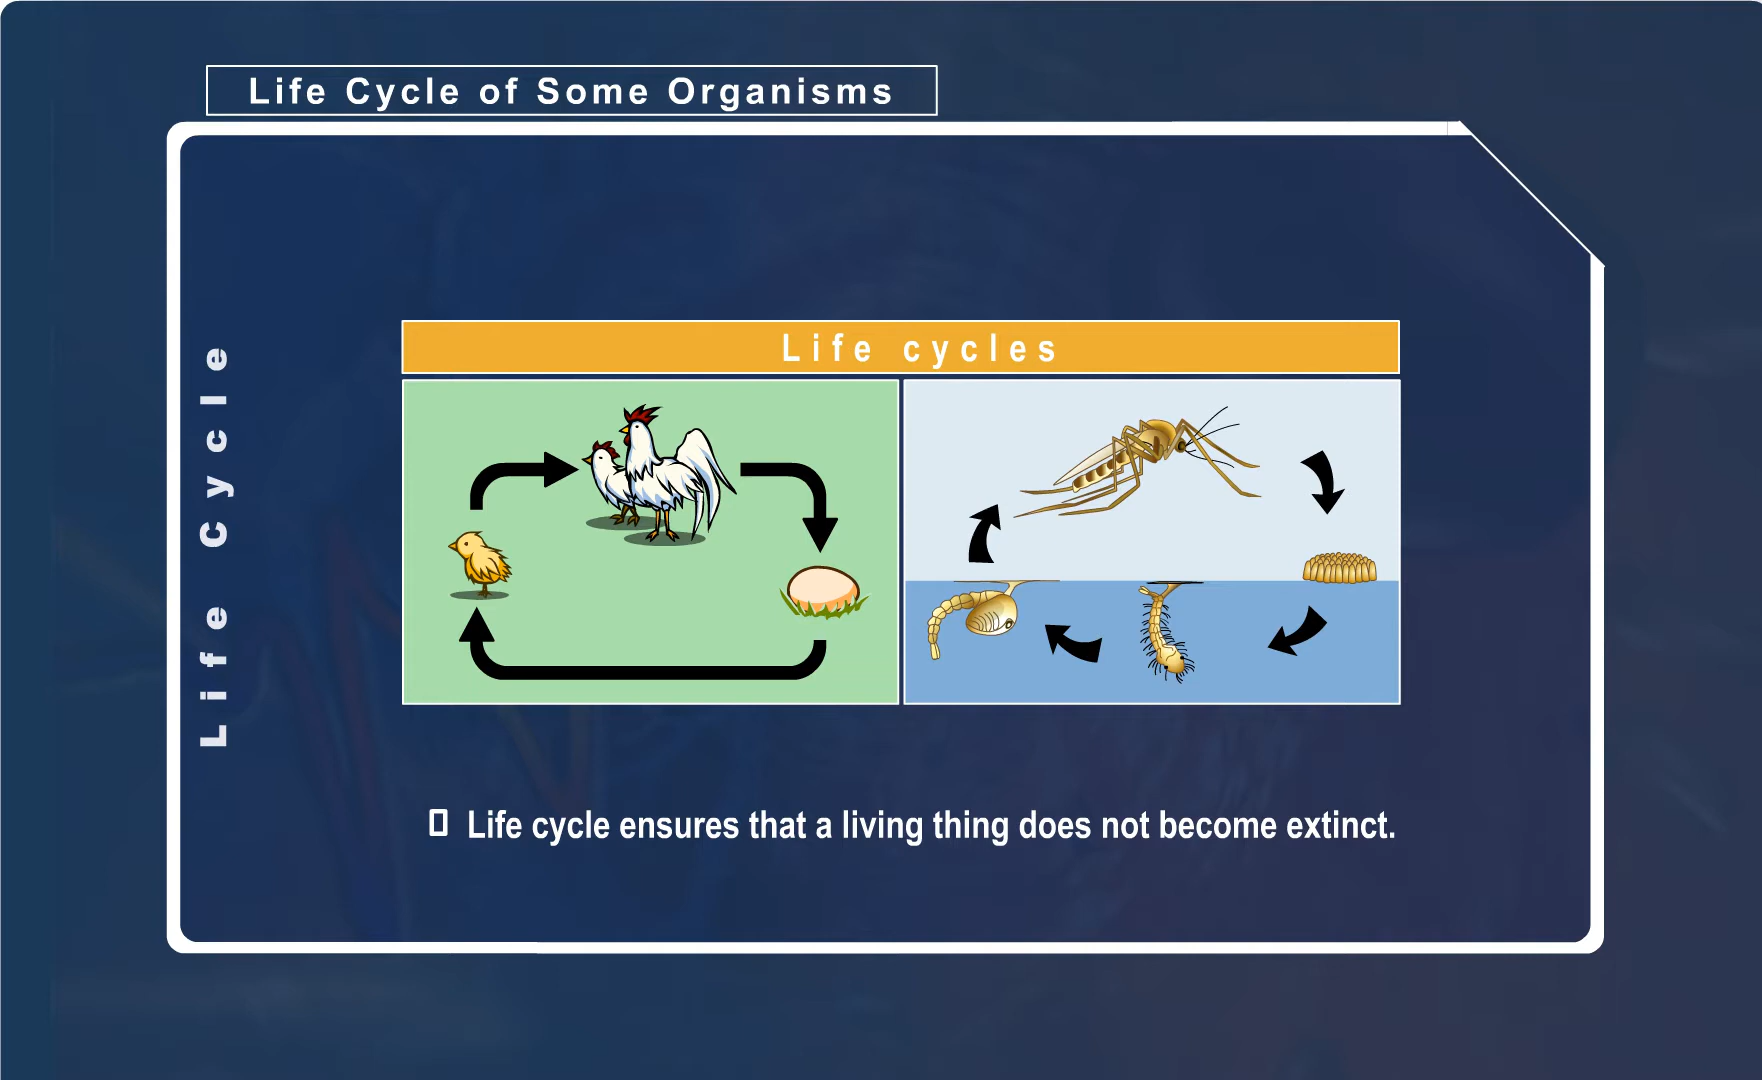 Life Cycle of Some Organisms
Life Cycle
Life cycles
Life cycle ensures that a living thing does not become extinct.